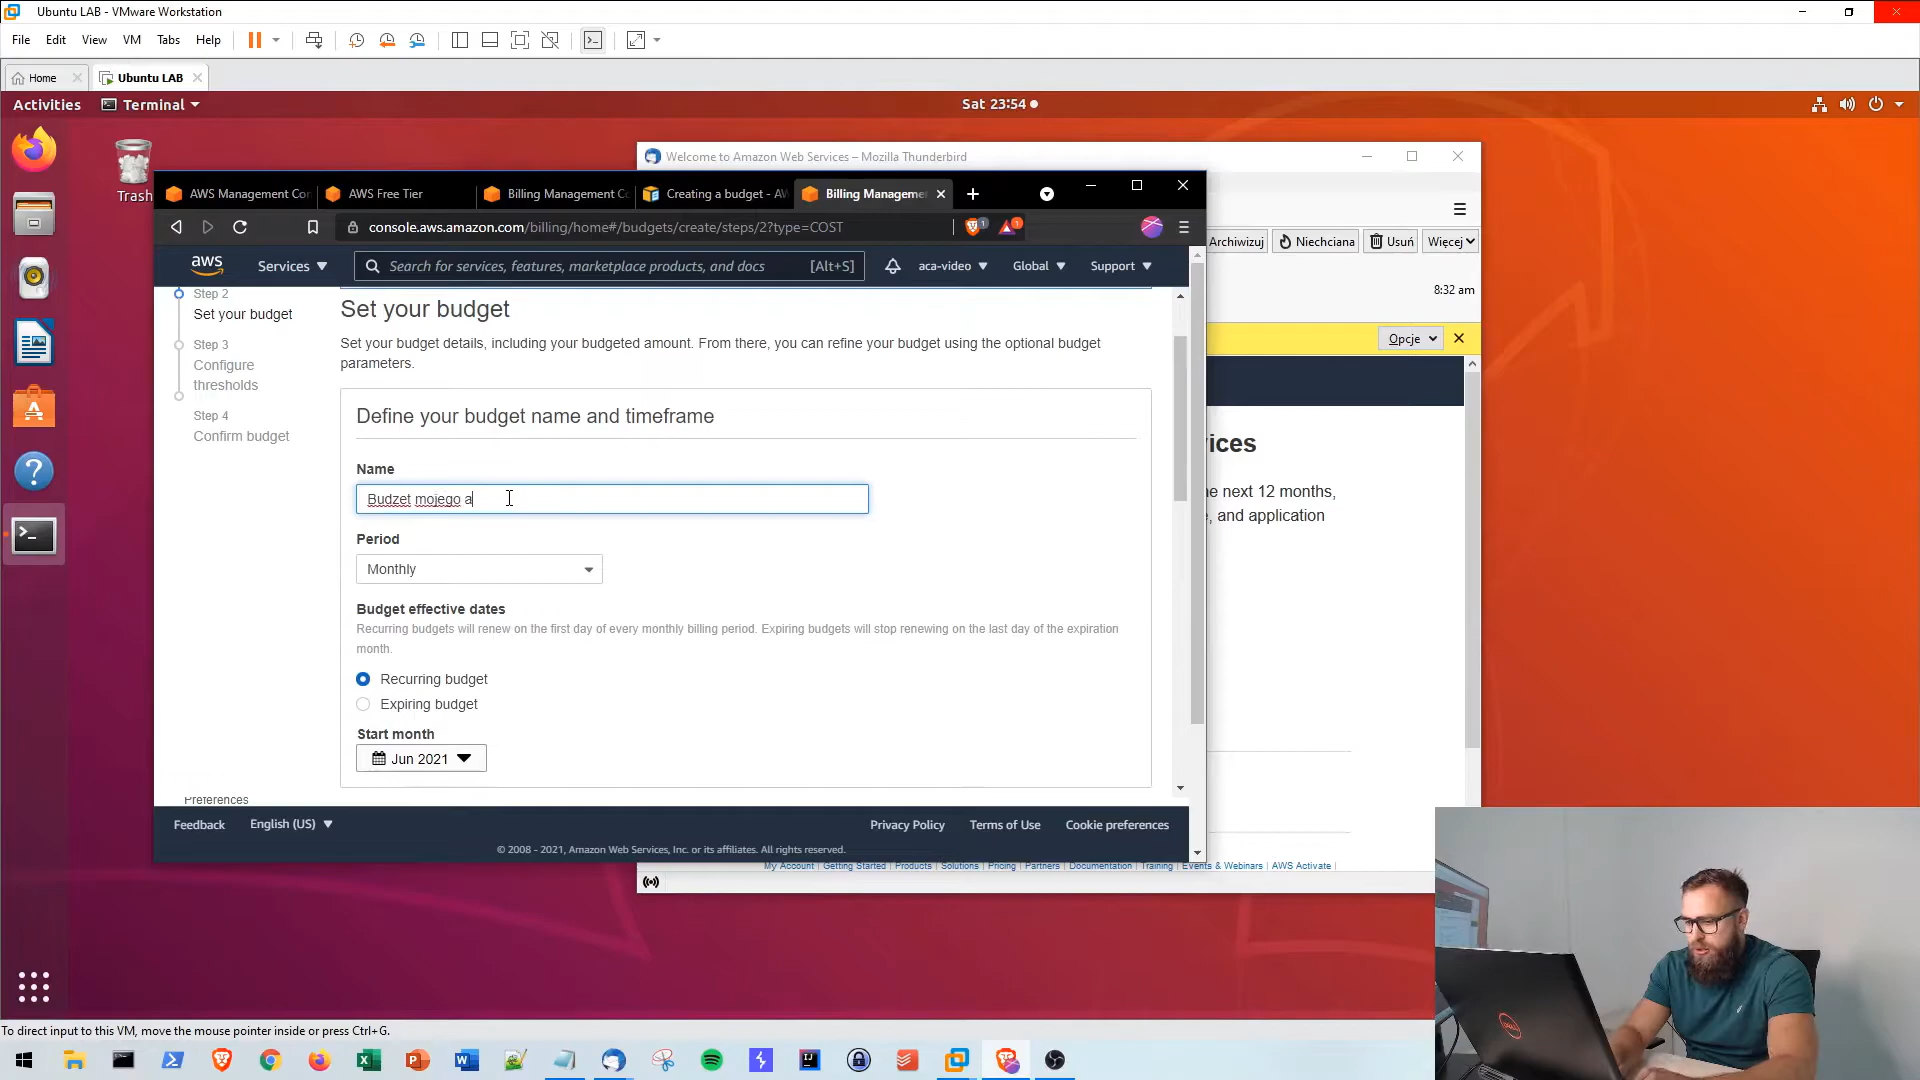 Ubuntu LAB - VMware Workstation
File Edit View VM Tabs Help
Home
Ubuntu LAB
Activities
Terminal
Sat 23:54
Trash
Welcome to Amazon Web Services – Mozilla Thunderbird
AWS Management Con
AWS Free Tier
Billing Management Co
Creating a budget - AW
Billing Manageme
console.aws.amazon.com/billing/home#/budgets/create/steps/2?type=COST
Archiwizuj
Niechciana
Usuń
Więcej
aws
Services
Search for services, features, marketplace products, and docs
[Alt+S]
aca-video
Global
Support
8:32 am
Opcje
Step 2
Set your budget
Step 3
Configure
thresholds
Step 4
Confirm budget
Set your budget
Set your budget details, including your budgeted amount. From there, you can refine your budget using the optional budget
parameters.
Define your budget name and timeframe
Name
Budzet mojego a
Period
Monthly
Budget effective dates
Recurring budgets will renew on the first day of every monthly billing period. Expiring budgets will stop renewing on the last day of the expiration
month.
Recurring budget
Expiring budget
Start month
Jun 2021
vices
ne next 12 months,
e, and application
Preferences
Feedback
English (US)
Privacy Policy
Terms of Use
Cookie preferences
© 2008 - 2021, Amazon Web Services, Inc. or its affiliates. All rights reserved.
My Account | Getting Started | Products | Solutions | Pricing | Partners | Documentation | Training | Events & Webinars | AWS Activate |
To direct input to this VM, move the mouse pointer inside or press Ctrl+G.
DELL